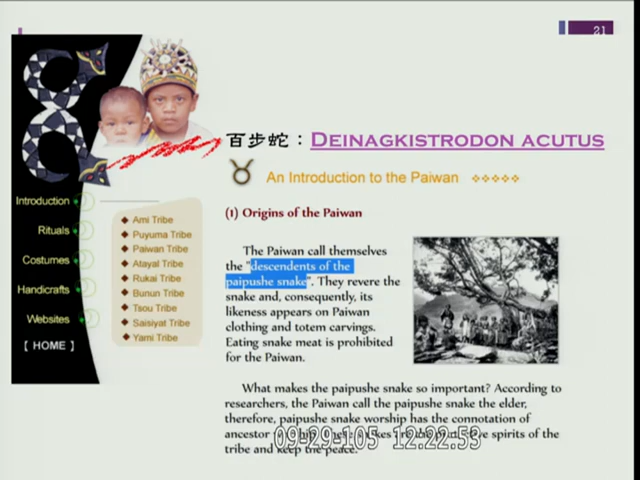 21
百步蛇：DEINAGKISTRODON ACUTUS
An Introduction to the Paiwan
(1) Origins of the Paiwan
Introduction
Rituals
Costumes
Handicrafts
Websites
[ HOME ]
Ami Tribe
Puyuma Tribe
Paiwan Tribe
Atayal Tribe
Rukai Tribe
Bunun Tribe
Tsou Tribe
Saisiyat Tribe
Yami Tribe
The Paiwan call themselves
the "descendents of the
paipushe snake". They revere the
snake and, consequently, its
likeness appears on Paiwan
clothing and totem carvings.
Eating snake meat is prohibited
for the Paiwan.
What makes the paipushe snake so important? According to
researchers, the Paiwan call the paipushe snake the elder,
therefore, paipushe snake worship has the connotation of
ancestor spirits of the
tribe and keep the peace.
09-29-105 12:22:53